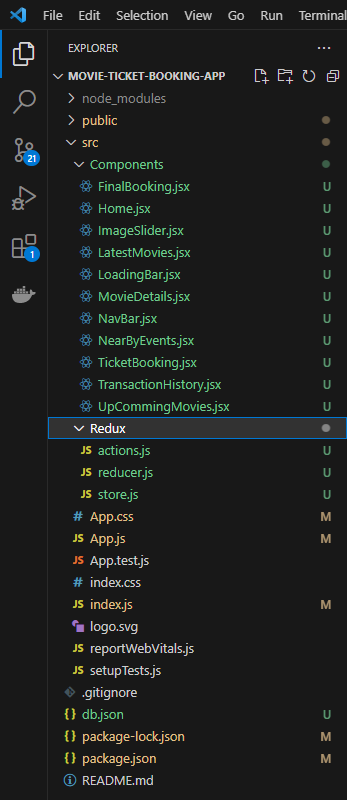 File Edit Selection View Go Run Terminal
EXPLORER ...
MOVIE-TICKET-BOOKING-APP
node_modules
public
src
Components
FinalBooking.jsx U
Home.jsx U
ImageSlider.jsx U
LatestMovies.jsx U
LoadingBar.jsx U
MovieDetails.jsx U
NavBar.jsx U
NearByEvents.jsx U
TicketBooking.jsx U
TransactionHistory.jsx U
UpCommingMovies.jsx U
Redux
JS actions.js U
JS reducer.js U
JS store.js U
# App.css M
JS App.js M
JS App.test.js
# index.css
JS index.js M
logo.svg
JS reportWebVitals.js
JS setupTests.js
.gitignore
{} db.json U
{} package-lock.json M
{} package.json M
README.md
21
1